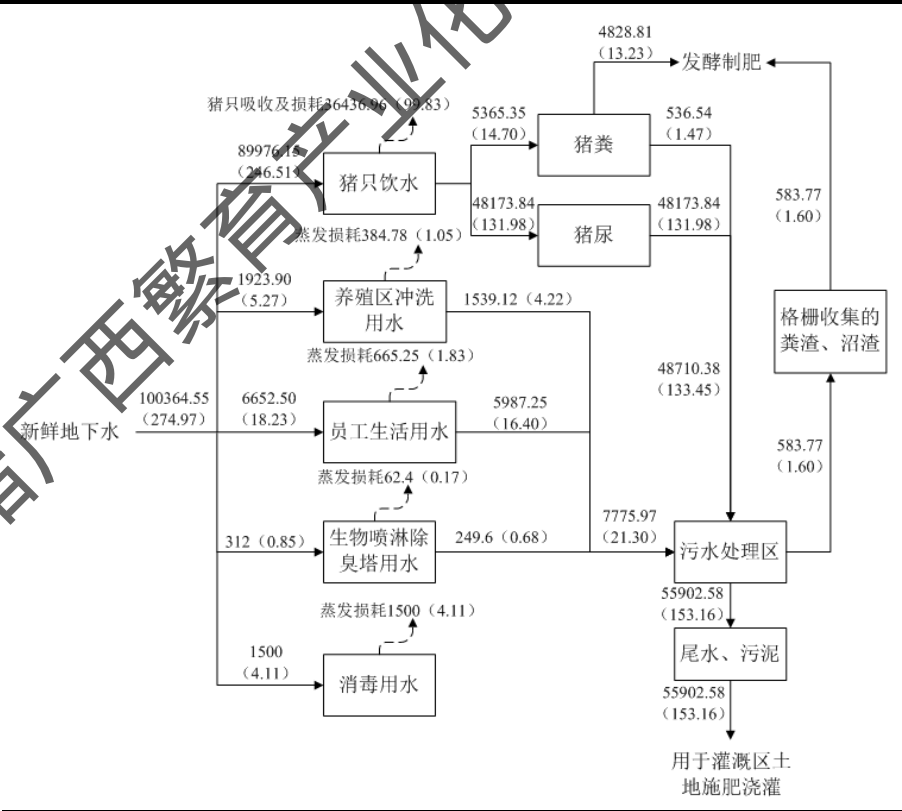 4828.81
(13.23)
发酵制肥
猪只吸收及损耗36436.96（99.83）
5365.35
（14.70）
猪粪
536.54
（1.47）
89976.15
（246.51）
猪只饮水
48173.84
（131.98）
猪尿
48173.84
（131.98）
583.77
（1.60）
蒸发损耗384.78（1.05）
1923.90
（5.27）
养殖区冲洗
用水
1539.12（4.22）
格栅收集的
粪渣、沼渣
蒸发损耗665.25（1.83）
48710.38
（133.45）
新鲜地下水
100364.55
（274.97）
6652.50
（18.23）
员工生活用水
5987.25
（16.40）
583.77
（1.60）
蒸发损耗62.4（0.17）
312（0.85）
生物喷淋除
臭塔用水
249.6（0.68）
7775.97
（21.30）
污水处理区
55902.58
（153.16）
蒸发损耗1500（4.11）
1500
（4.11）
消毒用水
尾水、污泥
55902.58
（153.16）
用于灌溉区土
地施肥浇灌
广西繁育产业化